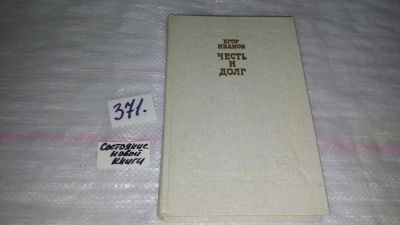 ЕГОР
ИВАНОВ
ЧЕСТЬ
И
ДОЛГ
371.
Состояние
новой
книги